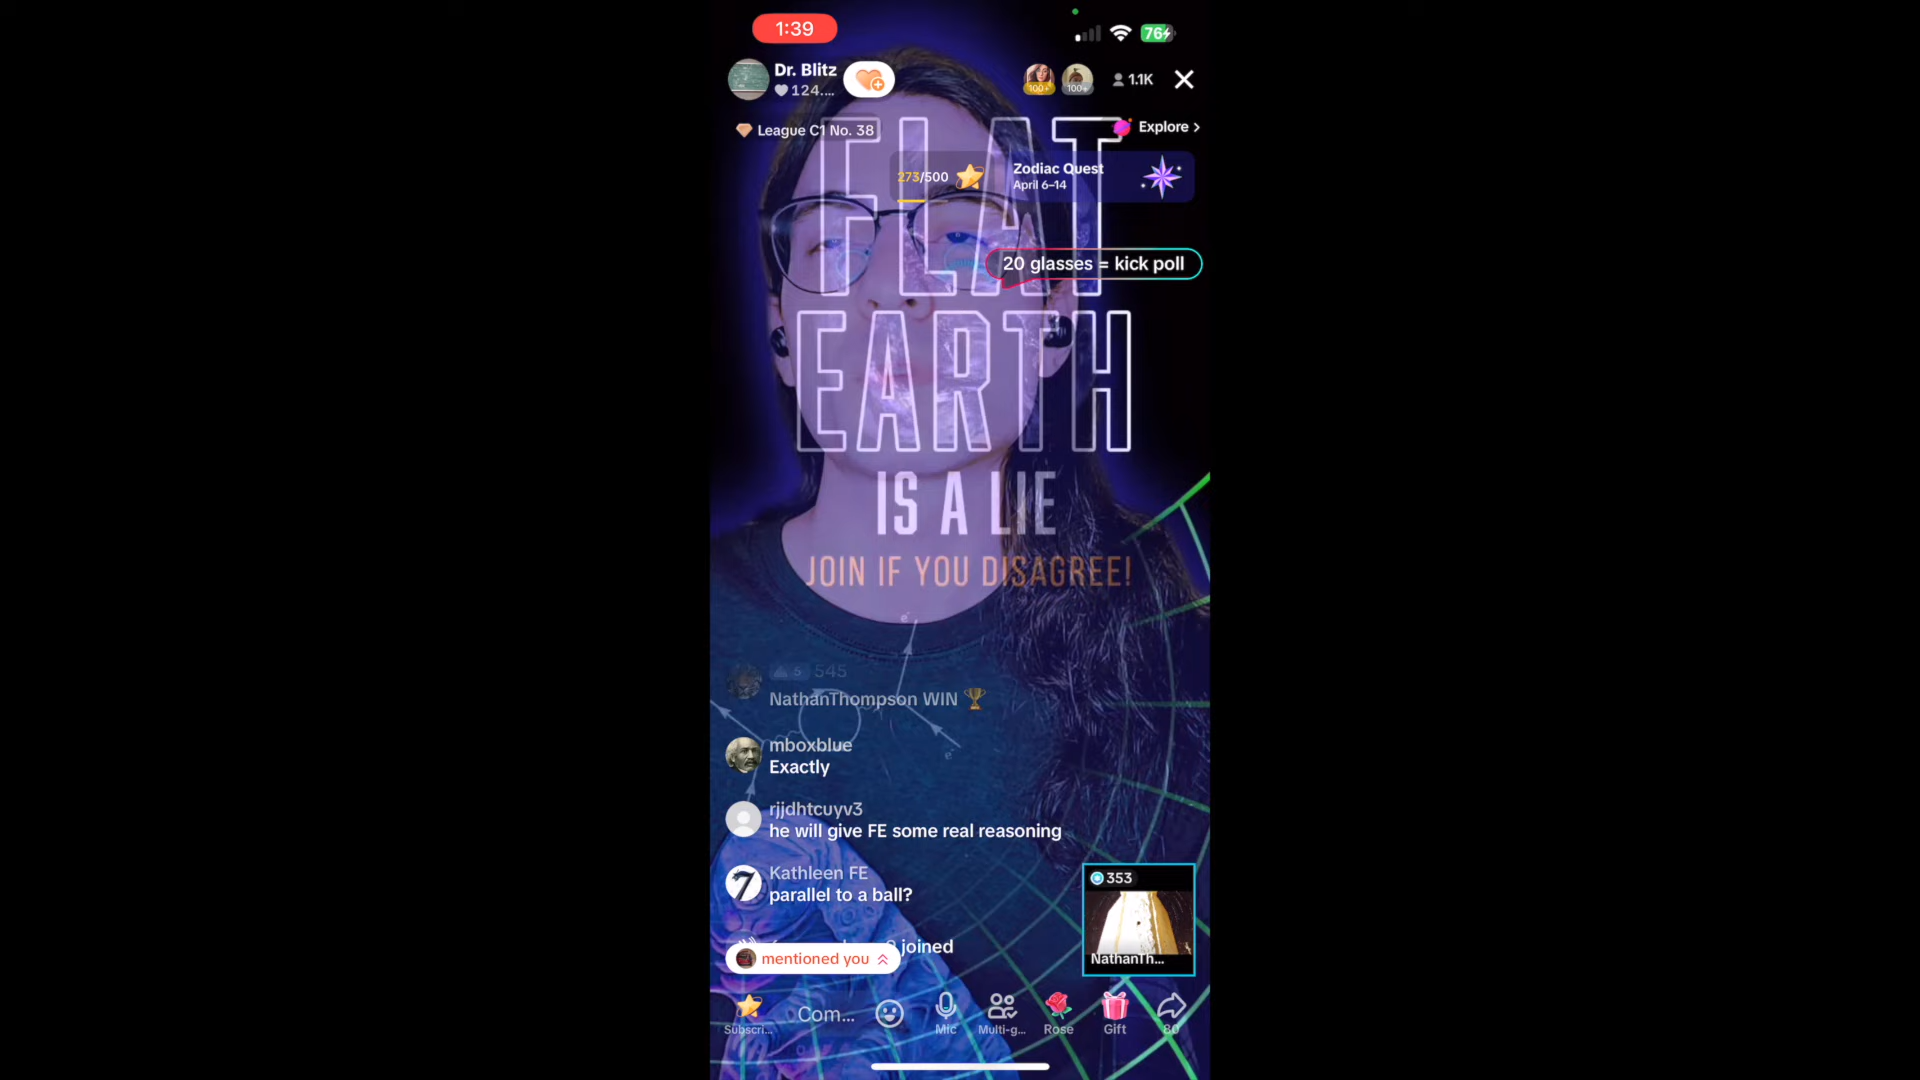 1:39
76
Dr. Blitz
124....
100+
100+
1.1K
League C1 No. 38
Explore >
273/500
Zodiac Quest
April 6-14
20 glasses = kick poll
FLAT
EARTH
IS A LIE
JOIN IF YOU DISAGREE!
5 545
NathanThompson WIN 🏆
mboxblue
Exactly
rjjdhtcuyv3
he will give FE some real reasoning
Kathleen FE
parallel to a ball?
joined
mentioned you
353
NathanTh...
Subscri...
Com...
Mic
Multi-g...
Rose
Gift
80